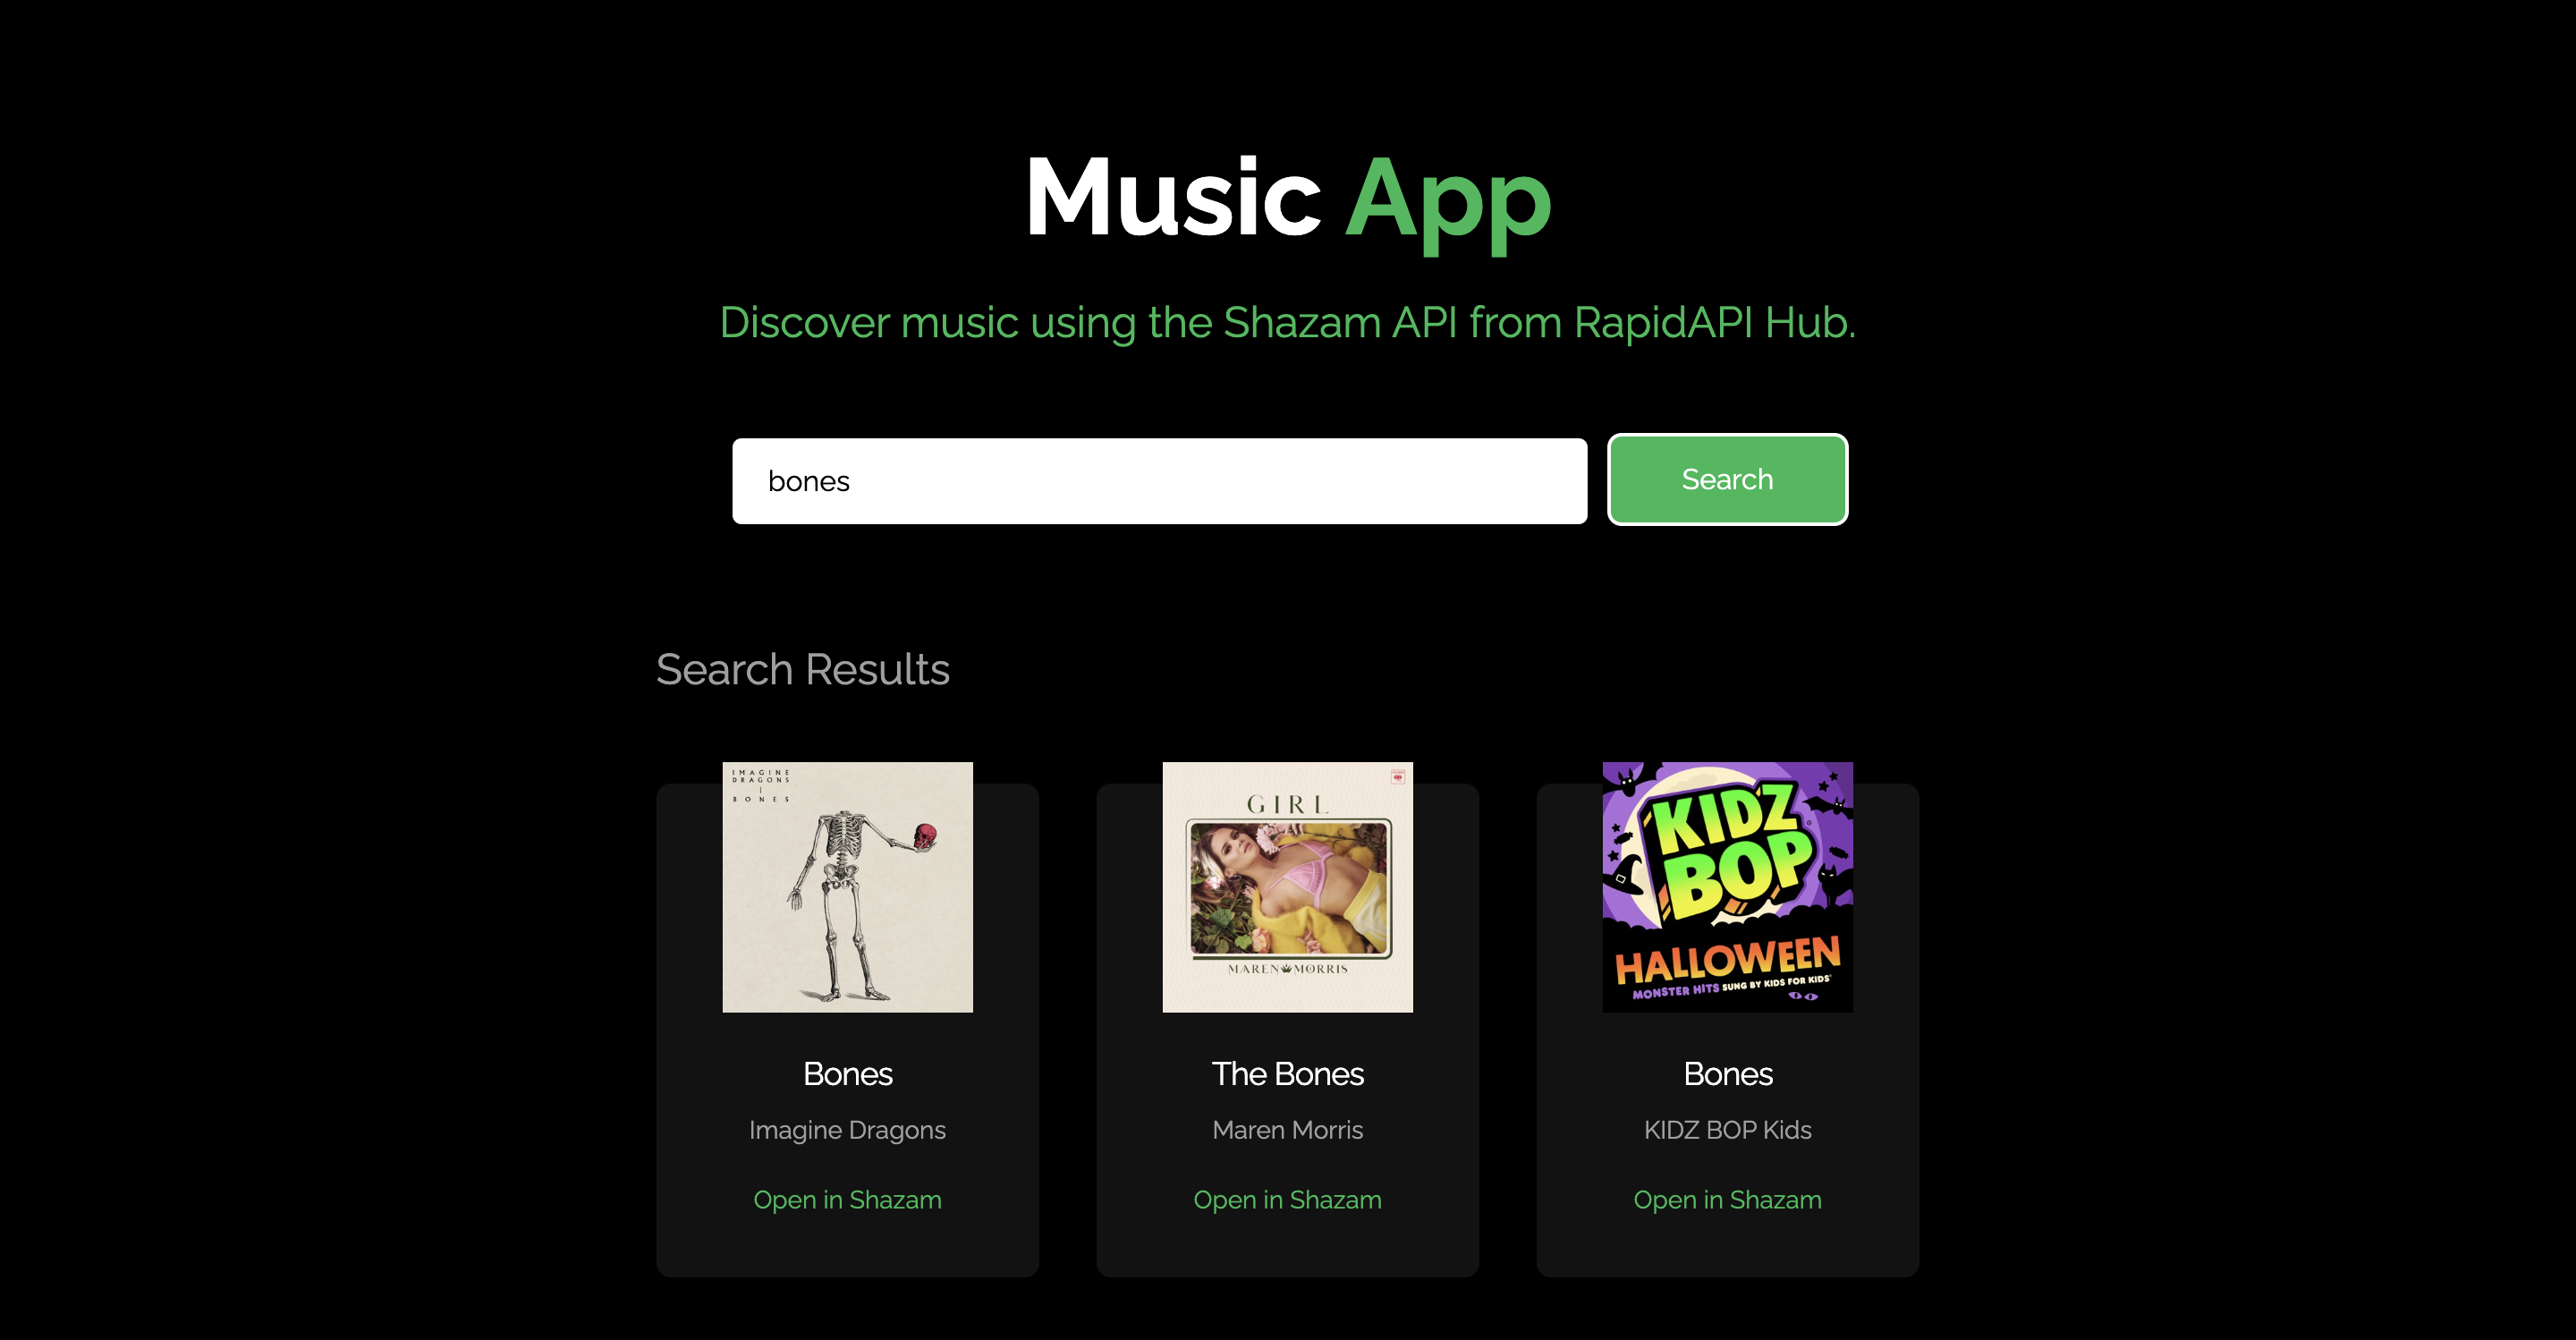 Music App
Discover music using the Shazam API from RapidAPI Hub.
bones
Search
Search Results
IMAGINE
DRAGONS
BONES
GIRL
MAREN MORRIS
KIDZ
BOP
HALLOWEEN
MONSTER HITS SUNG BY KIDS FOR KIDS
Bones
The Bones
Bones
Imagine Dragons
Maren Morris
KIDZ BOP Kids
Open in Shazam
Open in Shazam
Open in Shazam